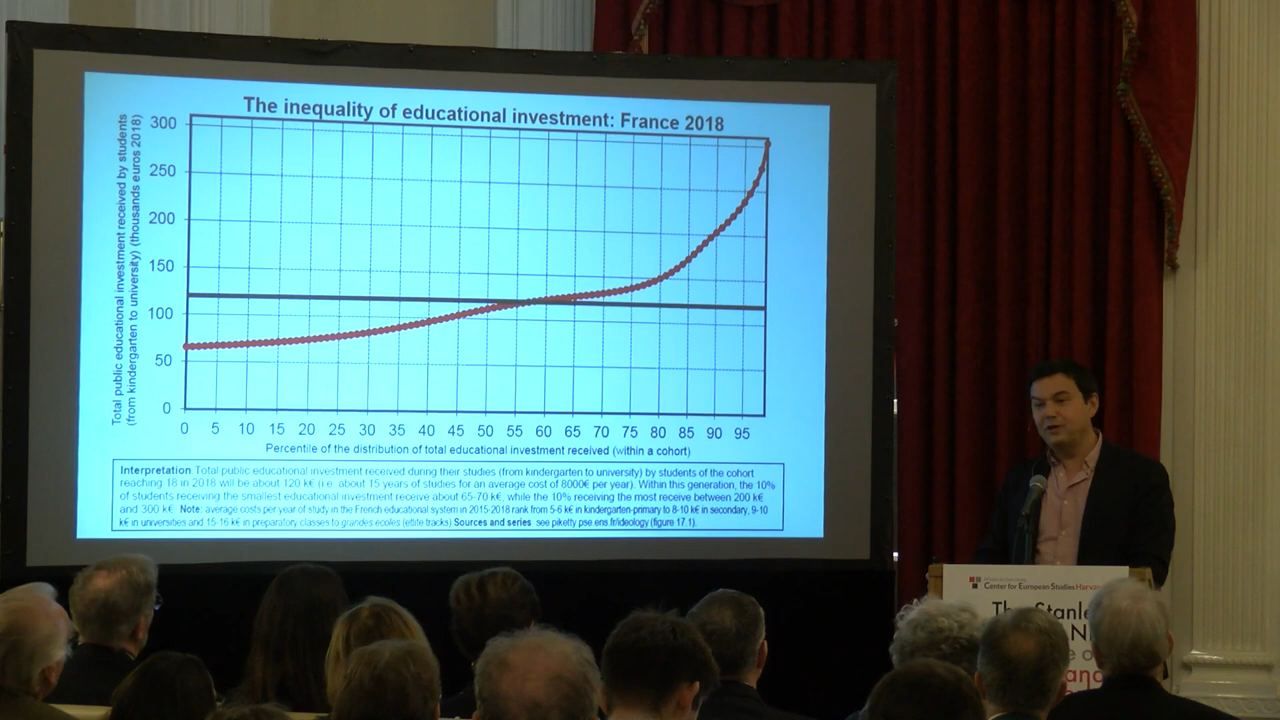 The inequality of educational investment: France 2018
Total public educational investment received by students
(from kindergarten to university) (thousands euros 2018)
300
250
200
150
100
50
0
0 5 10 15 20 25 30 35 40 45 50 55 60 65 70 75 80 85 90 95
Percentile of the distribution of total educational investment received (within a cohort)
Interpretation. Total public educational investment received during their studies (from kindergarten to university) by students of the cohort
reaching 18 in 2018 will be about 120 k€ (i.e. about 15 years of studies for an average cost of 8000€ per year). Within this generation, the 10%
of students receiving the smallest educational investment receive about 65-70 k€, while the 10% receiving the most receive between 200 k€
and 300 k€. Note: average costs per year of study in the French educational system in 2015-2018 rank from 5-6 k€ in kindergarten-primary to 8-10 k€ in secondary, 9-10
k€ in universities and 15-16 k€ in preparatory classes to grandes ecoles (elite tracks) Sources and series see piketty.pse.ens.fr/ideology (figure 17.1).
Center for European Studies Harvar
The Stanle